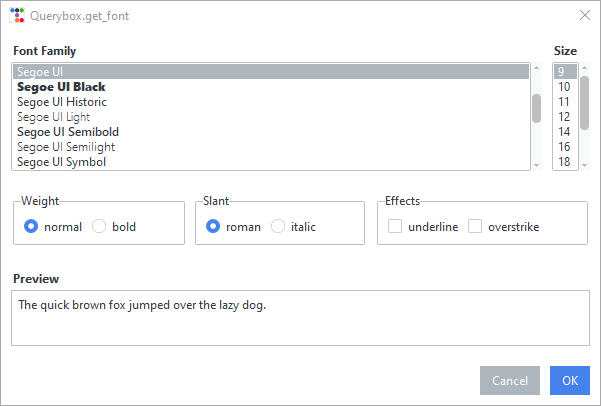 Querybox.get_font
Font Family
Size
Segoe UI
Segoe UI Black
Segoe UI Historic
Segoe UI Light
Segoe UI Semibold
Segoe UI Semilight
Segoe UI Symbol
9
10
11
12
14
16
18
Weight
normal
bold
Slant
roman
italic
Effects
underline
overstrike
Preview
The quick brown fox jumped over the lazy dog.
Cancel
OK